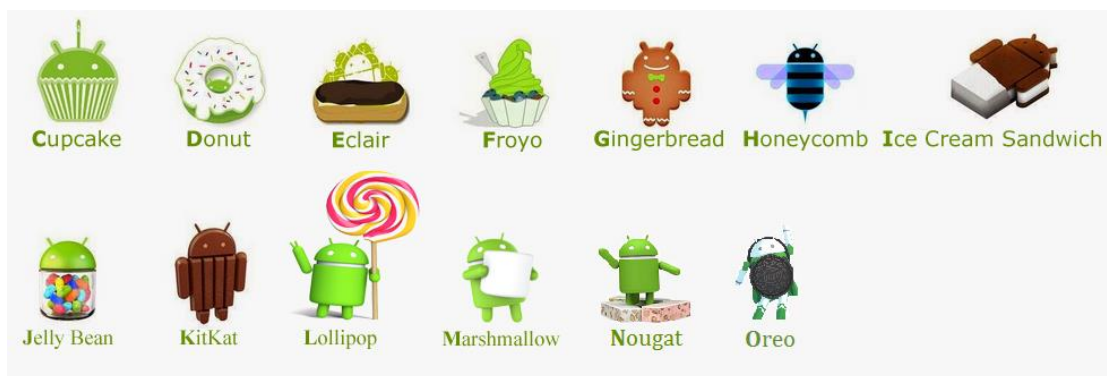 Cupcake Donut Eclair Froyo Gingerbread Honeycomb Ice Cream Sandwich
Jelly Bean KitKat Lollipop Marshmallow Nougat Oreo